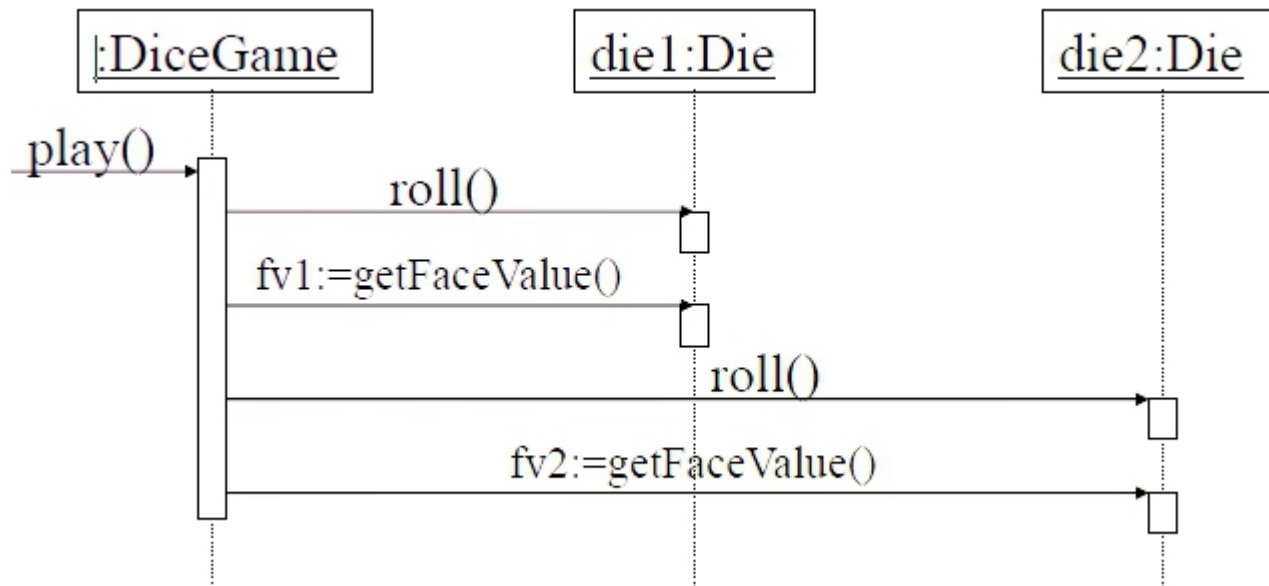 :DiceGame
die1:Die
die2:Die
play()
roll()
fv1:=getFaceValue()
roll()
fv2:=getFaceValue()